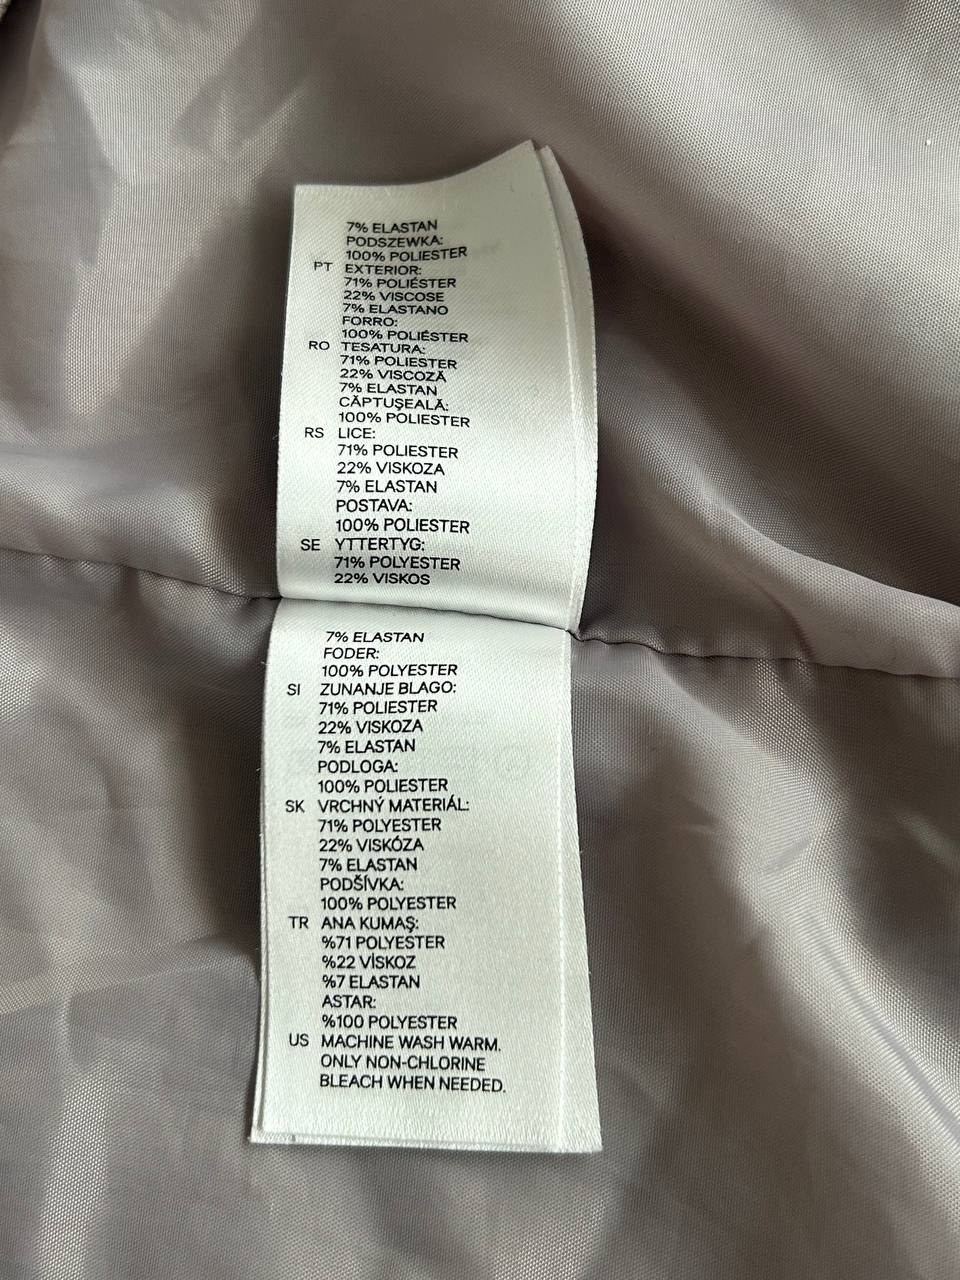 7% ELASTAN
PODSZEWKA:
100% POLIESTER
PT EXTERIOR:
71% POLIÉSTER
22% VISCOSE
7% ELASTANO
FORRO:
100% POLIÉSTER
RO TESATURA:
71% POLIESTER
22% VISCOZĂ
7% ELASTAN
CĂPTUŞEALĂ:
100% POLIESTER
RS LICE:
71% POLIESTER
22% VISKOZA
7% ELASTAN
POSTAVA:
100% POLIESTER
SE YTTERTYG:
71% POLYESTER
22% VISKOS
7% ELASTAN
FODER:
100% POLYESTER
SI ZUNANJE BLAGO:
71% POLIESTER
22% VISKOZA
7% ELASTAN
PODLOGA:
100% POLIESTER
SK VRCHNÝ MATERIÁL:
71% POLYESTER
22% VISKÓZA
7% ELASTAN
PODŠÍVKA:
100% POLYESTER
TR ANA KUMAŞ:
%71 POLYESTER
%22 VİSKOZ
%7 ELASTAN
ASTAR:
%100 POLYESTER
US MACHINE WASH WARM.
ONLY NON-CHLORINE
BLEACH WHEN NEEDED.